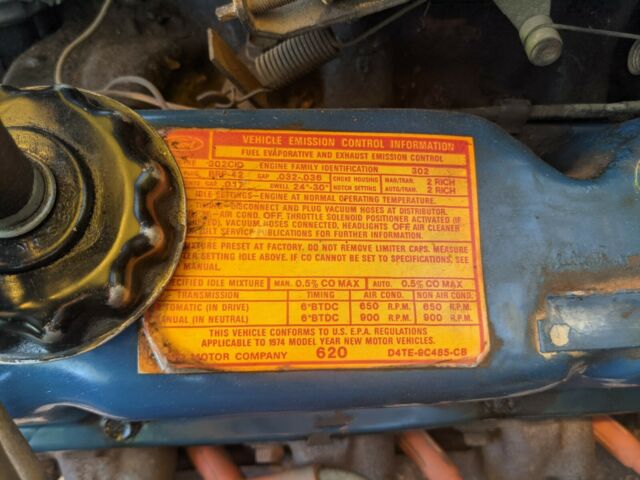 Ford
VEHICLE EMISSION CONTROL INFORMATION
FUEL EVAPORATIVE AND EXHAUST EMISSION CONTROL
302CID ENGINE FAMILY IDENTIFICATION 302
42 GAP .032-.036 CHOKE HOUSING MAN./TRAN. 2 RICH
GAP .017 DWELL 24°-30° NOTCH SETTING AUTO./TRAN. 2 RICH
IDLE SETTINGS-ENGINE AT NORMAL OPERATING TEMPERATURE.
DISCONNECT AND PLUG VACUUM HOSES AT DISTRIBUTOR.
AIR COND. OFF, THROTTLE SOLENOID POSITIONER ACTIVATED (IF
VACUUM HOSES CONNECTED, HEADLIGHTS OFF, AIR CLEANER
SERVICE PUBLICATIONS FOR FURTHER INFORMATION.
PRESET AT FACTORY. DO NOT REMOVE LIMITER CAPS. MEASURE
SETTING IDLE ABOVE. IF CO CANNOT BE SET TO SPECIFICATIONS, SEE
MANUAL.
IDLE MIXTURE MAN. 0.5% CO MAX AUTO. 0.5% CO MAX
TRANSMISSION TIMING AIR COND. NON AIR COND.
(IN DRIVE) 6°BTDC 650 R.P.M. 650 R.P.M.
(IN NEUTRAL) 6°BTDC 900 R.P.M. 900 R.P.M.
THIS VEHICLE CONFORMS TO U.S. E.P.A. REGULATIONS
APPLICABLE TO 1974 MODEL YEAR NEW MOTOR VEHICLES.
MOTOR COMPANY 620 D4TE-9C485-CB